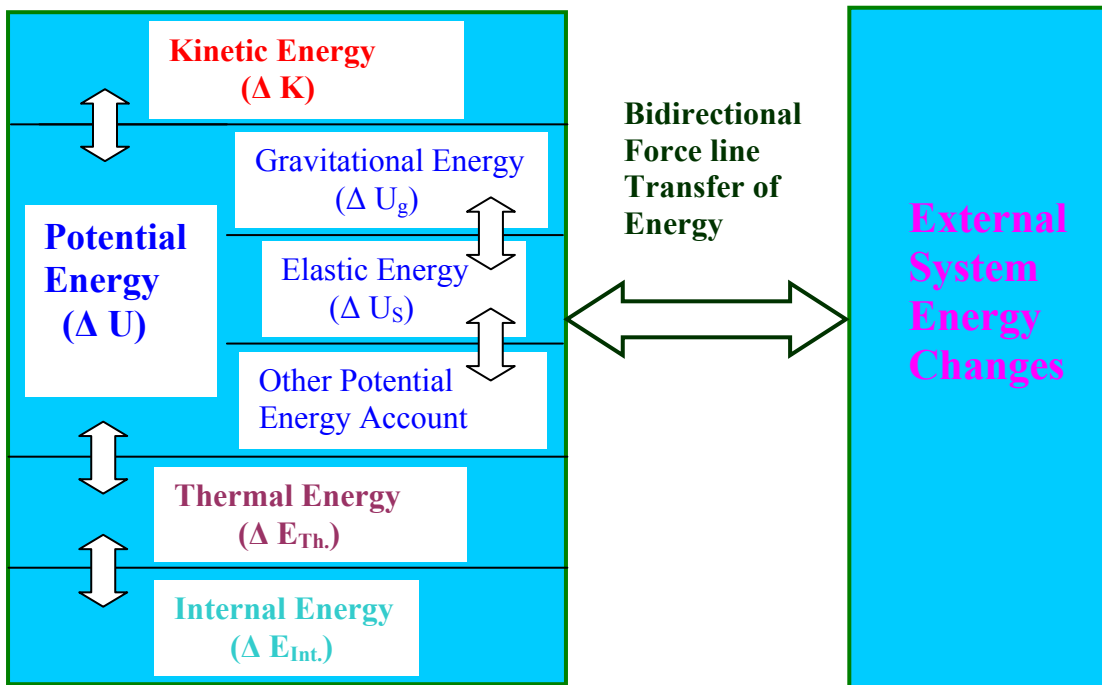 Kinetic Energy
(Δ K)
Gravitational Energy
(Δ Ug)
Potential
Energy
(Δ U)
Elastic Energy
(Δ US)
Other Potential
Energy Account
Thermal Energy
(Δ ETh.)
Internal Energy
(Δ EInt.)
Bidirectional
Force line
Transfer of
Energy
External
System
Energy
Changes